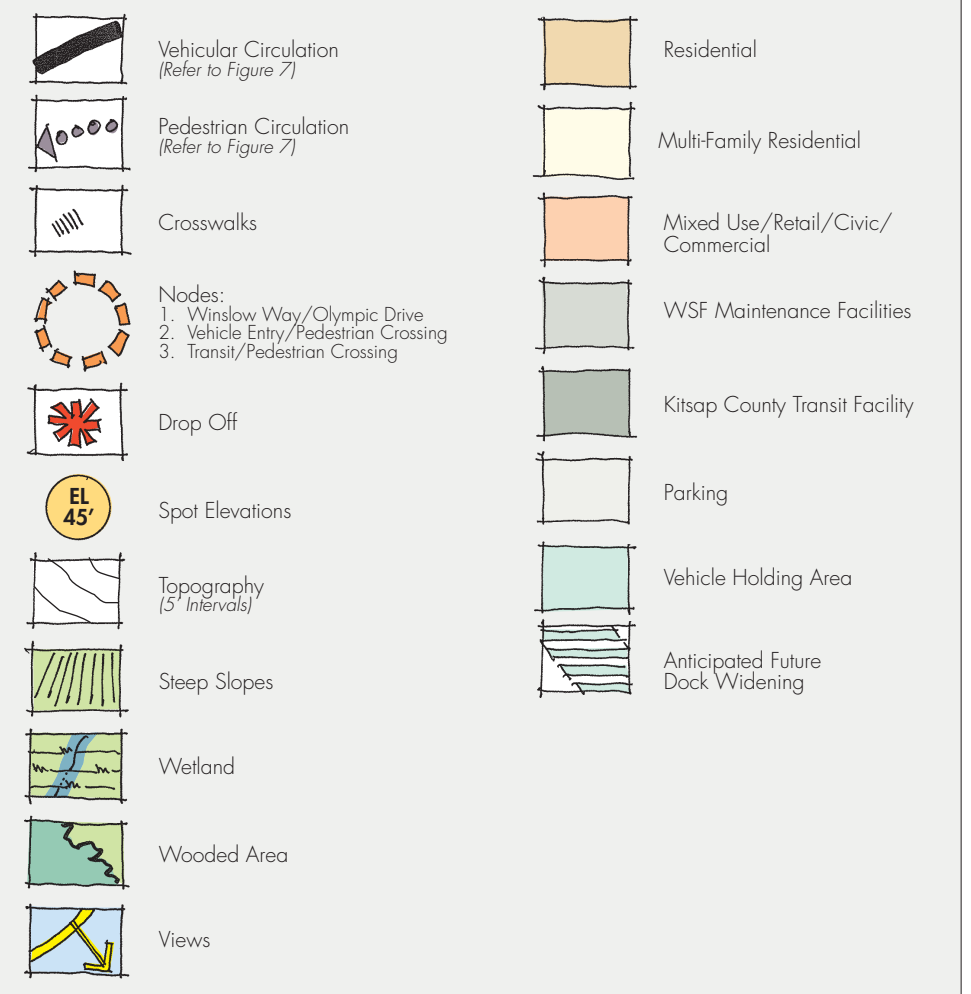 Vehicular Circulation
(Refer to Figure 7)
Pedestrian Circulation
(Refer to Figure 7)
Crosswalks
Nodes:
1. Winslow Way/Olympic Drive
2. Vehicle Entry/Pedestrian Crossing
3. Transit/Pedestrian Crossing
Drop Off
EL
45'
Spot Elevations
Topography
(5' Intervals)
Steep Slopes
Wetland
Wooded Area
Views
Residential
Multi-Family Residential
Mixed Use/Retail/Civic/
Commercial
WSF Maintenance Facilities
Kitsap County Transit Facility
Parking
Vehicle Holding Area
Anticipated Future
Dock Widening